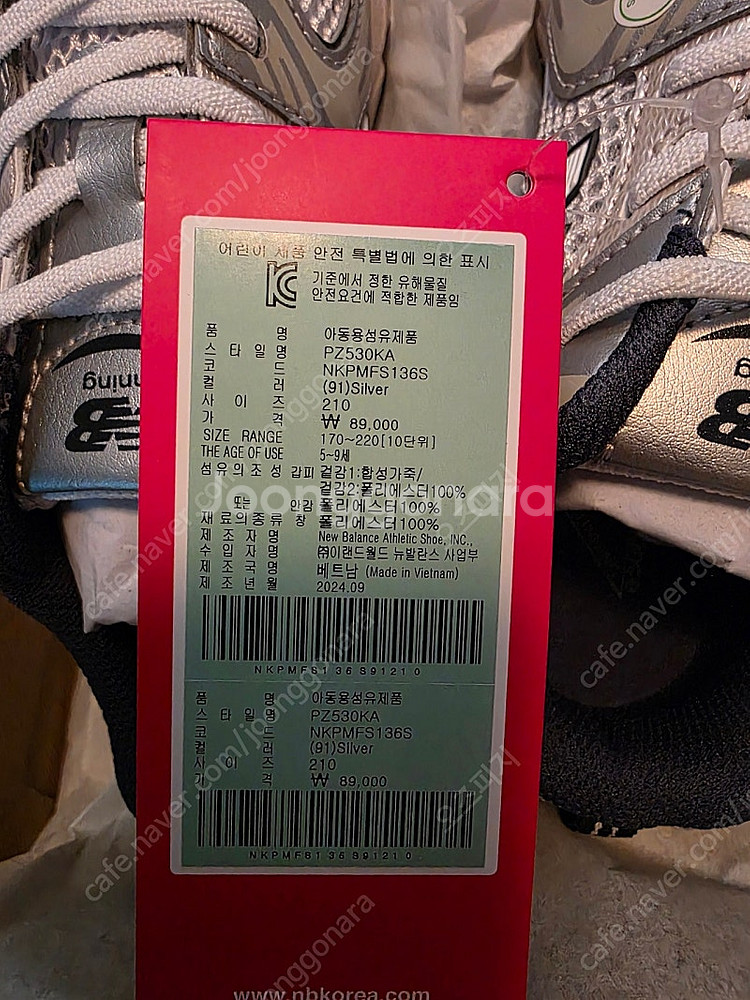 어린이 제품 안전 특별법에 의한 표시
KC 기준에서 정한 유해물질
안전요건에 적합한 제품임
품 명 아동용섬유제품
스타일명 PZ530KA
코 드 NKPMFS136S
컬 러 (91)Silver
사 이 즈 210
가 격 ₩ 89,000
SIZE RANGE 170~220[10단위]
THE AGE OF USE 5~9세
섬유의조성 갑피 겉감1:합성가죽/
겉감2:폴리에스터100%
또는 안감 폴리에스터100%
재료의종류 창 폴리에스터100%
제 조 자 명 New Balance Athletic Shoe, INC.,
수 입 자 명 ㈜이랜드월드 뉴발란스 사업부
제 조 국 명 베트남 (Made in Vietnam)
제 조 년 월 2024.09
NKPMFS136S91210
품 명 아동용섬유제품
스타일명 PZ530KA
코 드 NKPMFS136S
컬 러 (91)Silver
사 이 즈 210
가 격 ₩ 89,000
NKPMFS136S91210
www.nbkorea.com
Joonggonara
cafe.naver.com/joonggonara